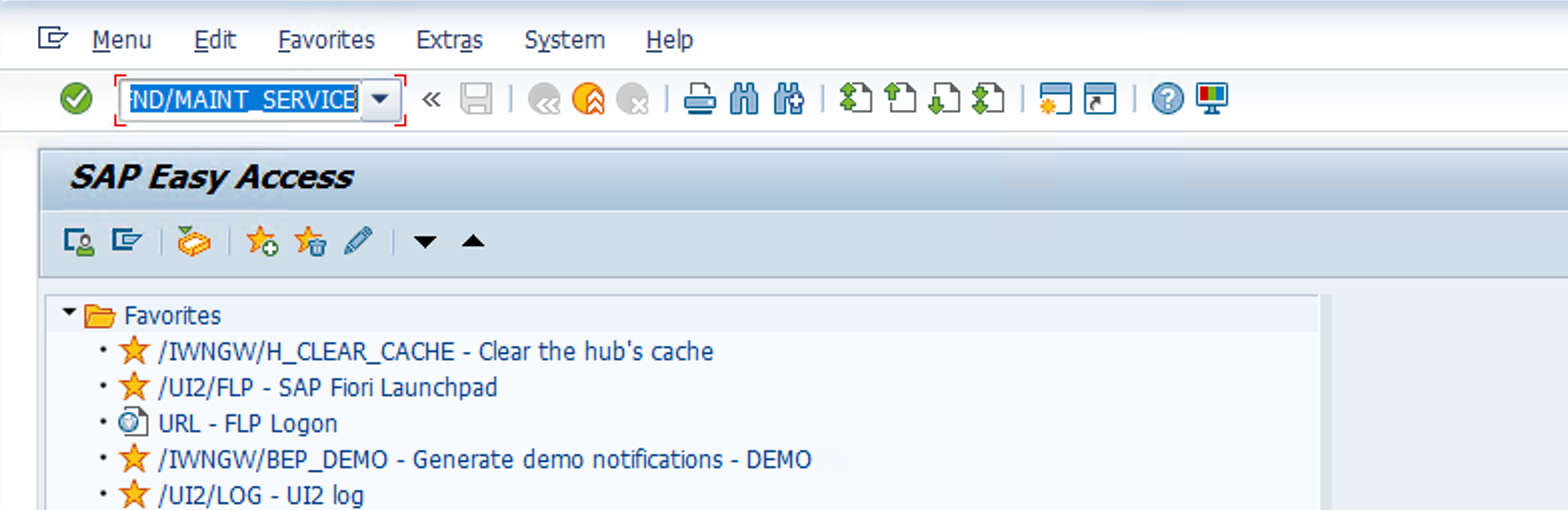 Menu Edit Favorites Extras System Help
ND/MAINT_SERVICE
SAP Easy Access
Favorites
/IWNGW/H_CLEAR_CACHE - Clear the hub's cache
/UI2/FLP - SAP Fiori Launchpad
URL - FLP Logon
/IWNGW/BEP_DEMO - Generate demo notifications - DEMO
/UI2/LOG - UI2 log